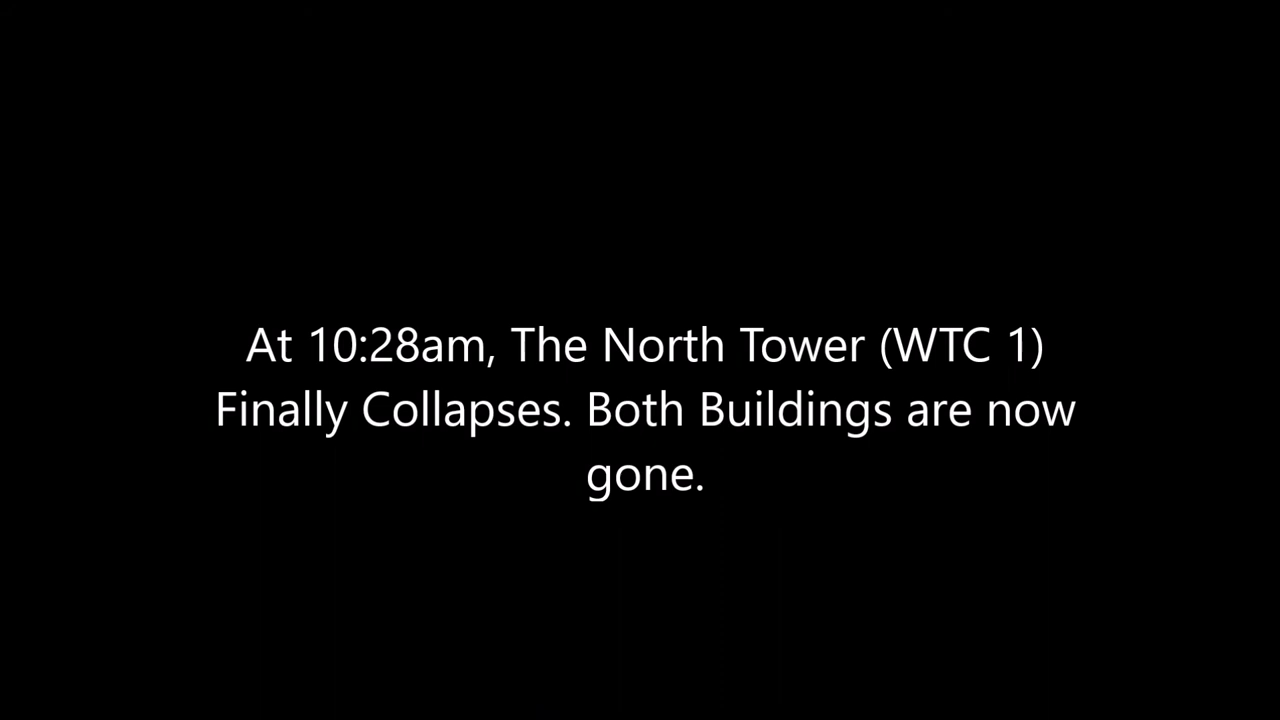 At 10:28am, The North Tower (WTC 1)
Finally Collapses. Both Buildings are now
gone.